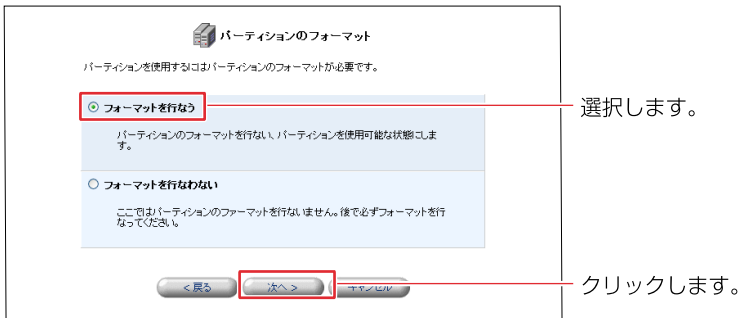 パーティションのフォーマット
パーティションを使用するにはパーティションのフォーマットが必要です。
フォーマットを行なう
選択します。
パーティションのフォーマットを行ない、パーティションを使用可能な状態にしま
す。
フォーマットを行なわない
ここではパーティションのファーマットを行ないません。後で必ずフォーマットを行
なってください。
<戻る
次へ>
キャンセル
クリックします。